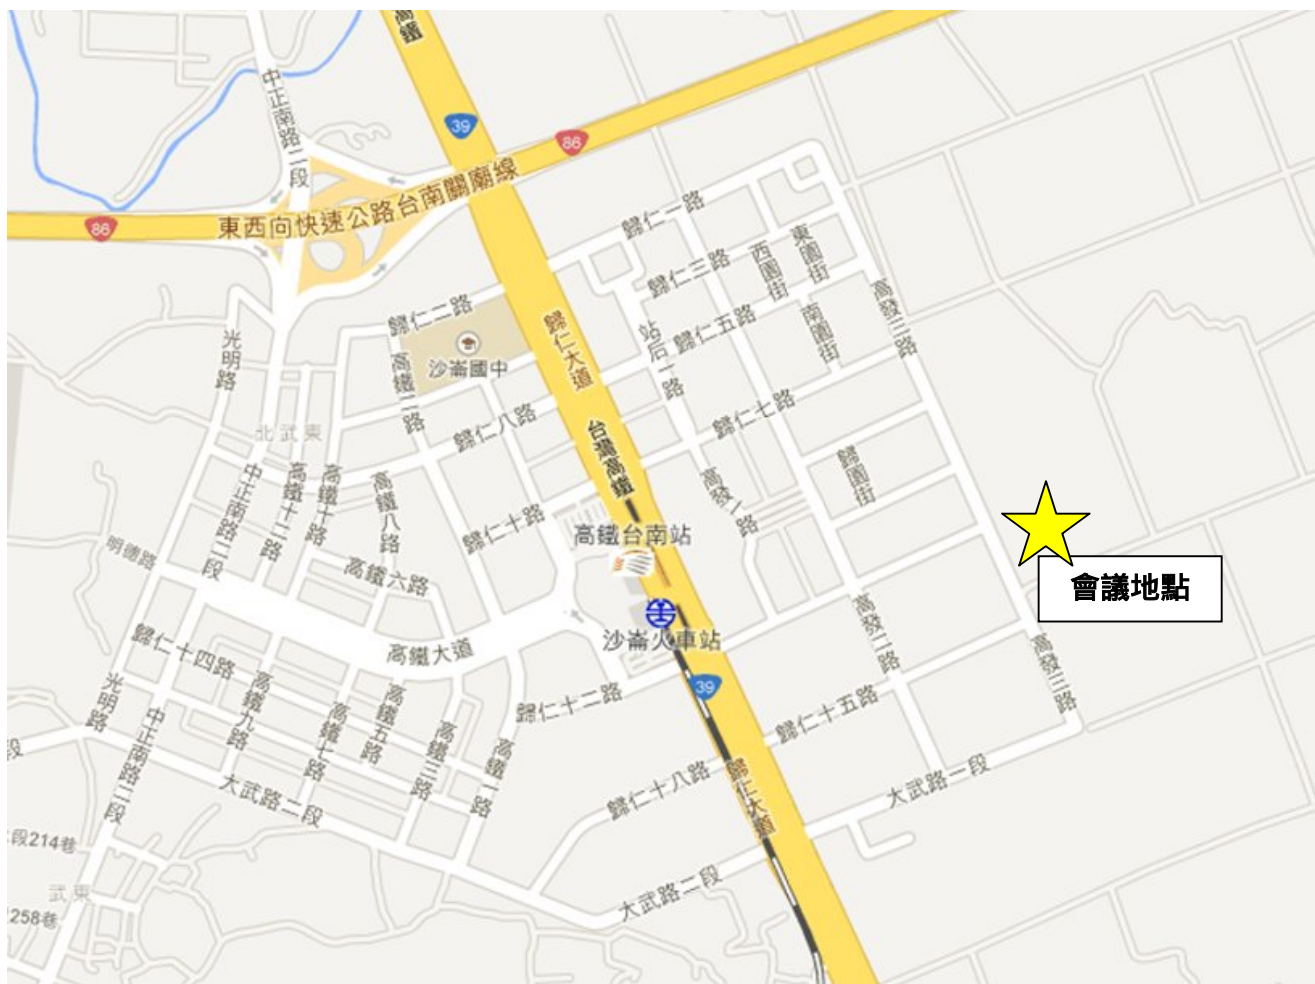 高鐵
中正南路二段
39
86
86
東西向快速公路台南關廟線
歸仁一路
歸仁三路
西園街
東園街
高發三路
歸仁二路
歸仁大道
站后一路
歸仁五路
南園街
光明路
沙崙國中
高鐵二路
歸仁七路
北武東
歸仁八路
台灣高鐵
歸園街
中正南路二段
高鐵十二路
高鐵十路
高鐵八路
高發一路
歸仁十路
高鐵台南站
明德路
高鐵六路
會議地點
高發二路
沙崙火車站
歸仁十四路
高鐵大道
高發三路
39
光明路
中正南路二段
高鐵九路
高鐵七路
高鐵五路
高鐵三路
高鐵一路
歸仁十二路
歸仁十五路
段
歸仁十八路
歸仁大道
大武路一段
大武路二段
段214巷
大武路二段
武東
258巷